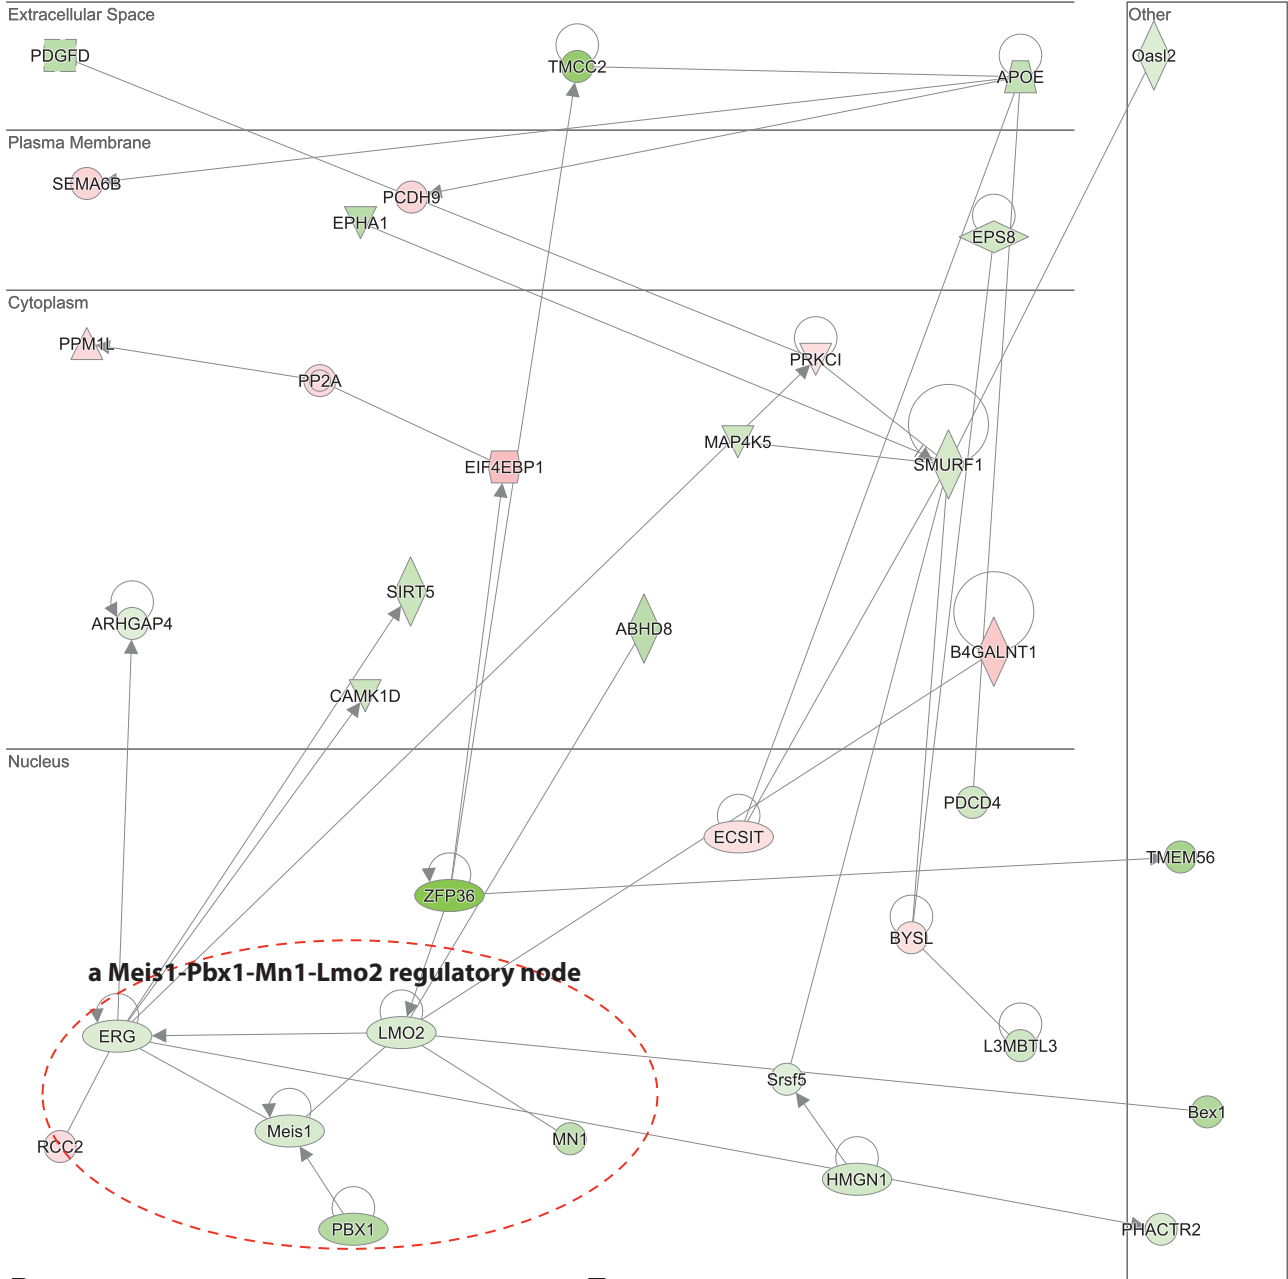 Extracellular Space
Other
PDGFD
TMCC2
APOE
Oasl2
Plasma Membrane
SEMA6B
PCDH9
EPHA1
EPS8
Cytoplasm
PPM1L
PP2A
PRKCI
MAP4K5
EIF4EBP1
SMURF1
ARHGAP4
SIRT5
ABHD8
B4GALNT1
CAMK1D
Nucleus
PDCD4
ECSIT
TMEM56
ZFP36
BYSL
a Meis1-Pbx1-Mn1-Lmo2 regulatory node
ERG
LMO2
L3MBTL3
Srsf5
Bex1
Meis1
MN1
RCC2
HMGN1
PBX1
PHACTR2